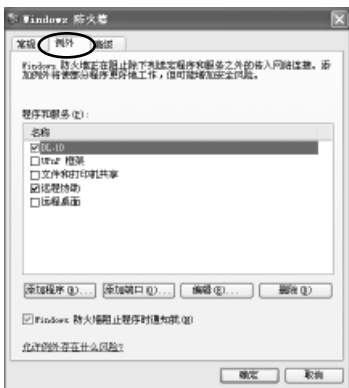 Windows 防火墙
常规 例外 高级
Windows 防火墙正在阻止除下列选定程序和服务之外的传入网络连接。添
加例外将使部分程序更好地工作，但可能增加安全风险。
程序和服务(P):
名称
DL-10
UPnP 框架
文件和打印机共享
远程协助
远程桌面
添加程序(R)... 添加端口(O)... 编辑(E)... 删除(D)
Windows 防火墙阻止程序时通知我(N)
允许例外存在什么风险?
确定 取消